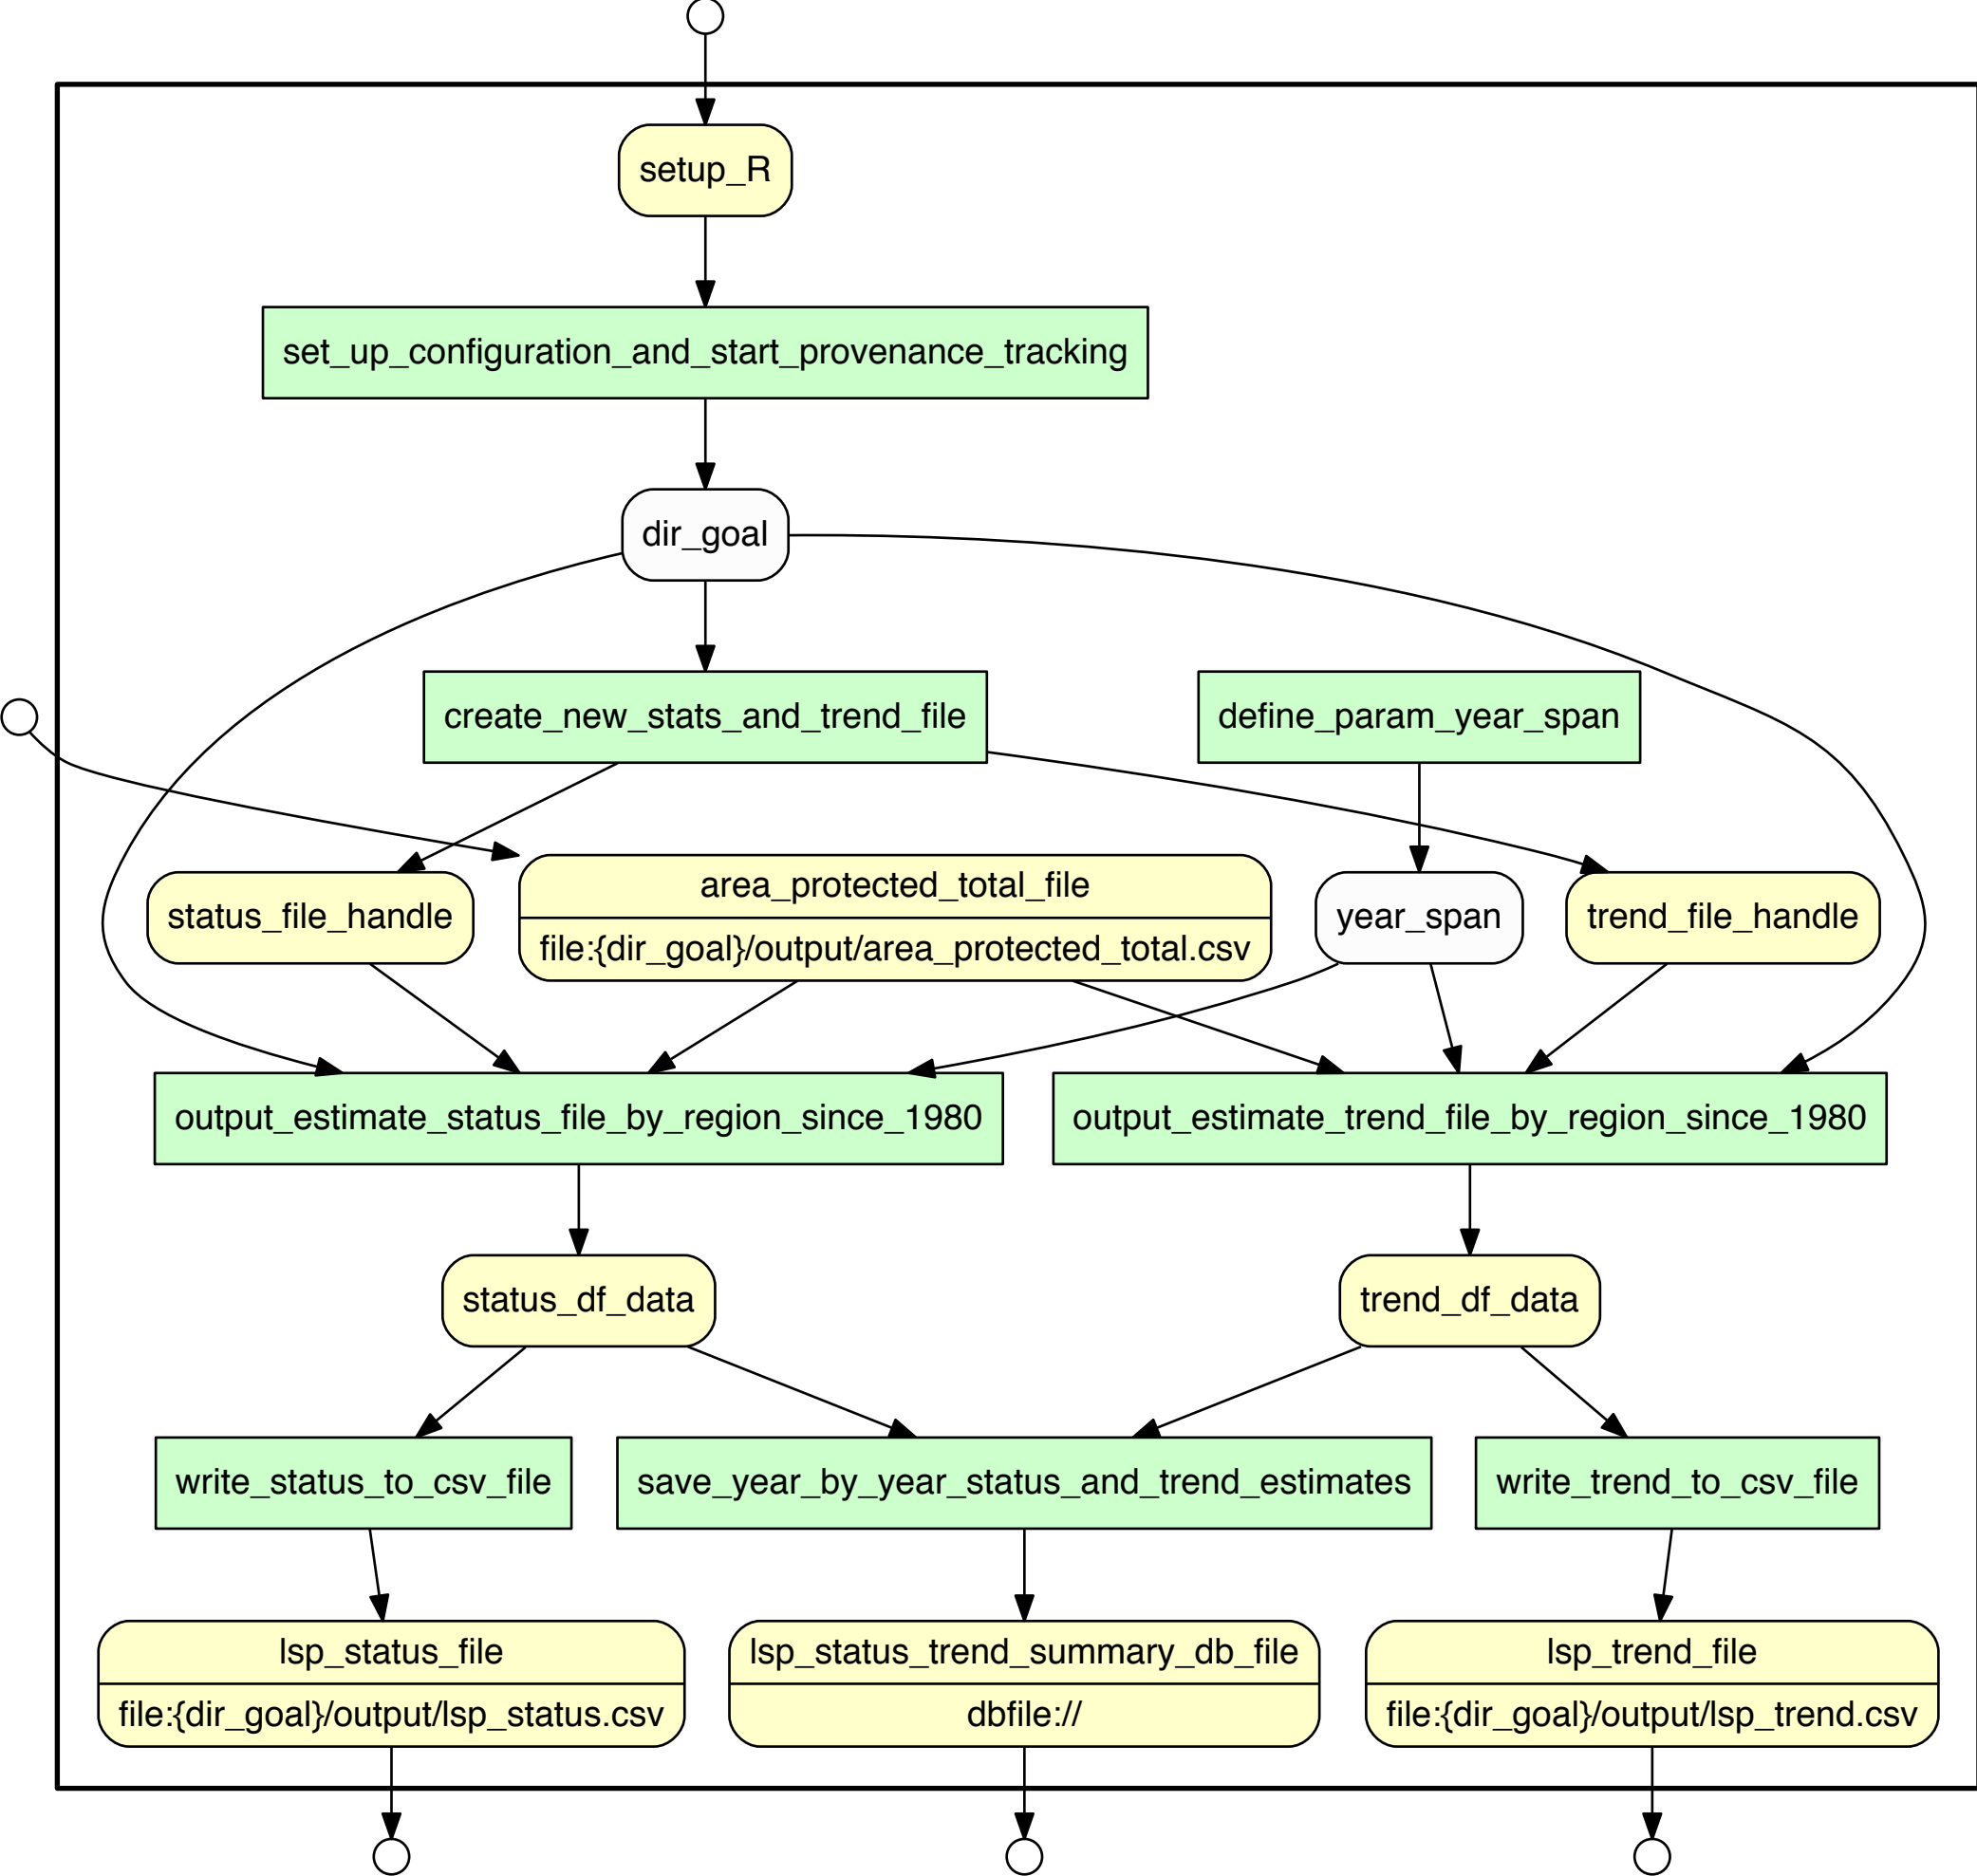 setup_R
set_up_configuration_and_start_provenance_tracking
dir_goal
create_new_stats_and_trend_file
define_param_year_span
status_file_handle
area_protected_total_file
file:{dir_goal}/output/area_protected_total.csv
year_span
trend_file_handle
output_estimate_status_file_by_region_since_1980
output_estimate_trend_file_by_region_since_1980
status_df_data
trend_df_data
write_status_to_csv_file
save_year_by_year_status_and_trend_estimates
write_trend_to_csv_file
lsp_status_file
file:{dir_goal}/output/lsp_status.csv
lsp_status_trend_summary_db_file
dbfile://
lsp_trend_file
file:{dir_goal}/output/lsp_trend.csv